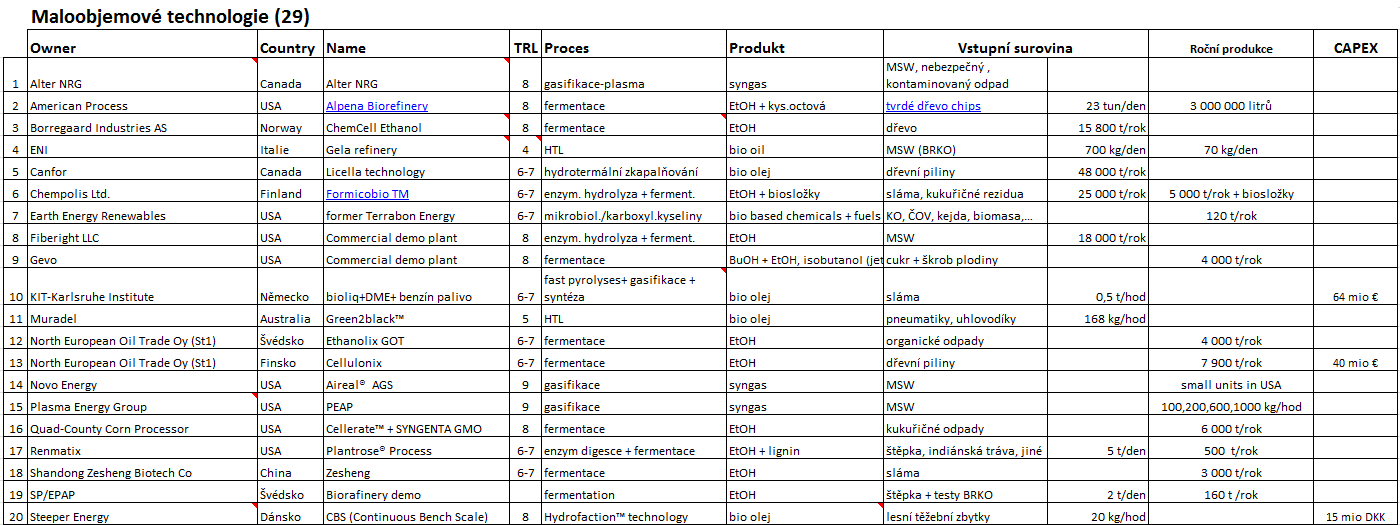 Maloobjemové technologie (29)
Owner Country Name TRL Proces Produkt Vstupní surovina Roční produkce CAPEX
1 Alter NRG Canada Alter NRG 8 gasifikace-plasma syngas MSW, nebezpečný , kontaminovaný odpad
2 American Process USA Alpena Biorefinery 8 fermentace EtOH + kys.octová tvrdé dřevo chips 23 tun/den 3 000 000 litrů
3 Borregaard Industries AS Norway ChemCell Ethanol 8 fermentace EtOH dřevo 15 800 t/rok
4 ENI Italie Gela refinery 4 HTL bio oil MSW (BRKO) 700 kg/den 70 kg/den
5 Canfor Canada Licella technology 6-7 hydrotermální zkapalňování bio olej dřevní piliny 48 000 t/rok
6 Chempolis Ltd. Finland Formicobio TM 6-7 enzym. hydrolyza + ferment. EtOH + biosložky sláma, kukuřičné rezidua 25 000 t/rok 5 000 t/rok + biosložky
7 Earth Energy Renewables USA former Terrabon Energy 6-7 mikrobiol./karboxyl.kyseliny bio based chemicals + fuels KO, ČOV, kejda, biomasa,... 120 t/rok
8 Fiberight LLC USA Commercial demo plant 8 enzym. hydrolyza + ferment. EtOH MSW 18 000 t/rok
9 Gevo USA Commercial demo plant 8 fermentace BuOH + EtOH, isobutanol (jet cukr + škrob plodiny 4 000 t/rok
10 KIT-Karlsruhe Institute Německo bioliq+DME+ benzín palivo 6-7 fast pyrolyses+ gasifikace + syntéza bio olej sláma 0,5 t/hod 64 mio €
11 Muradel Australia Green2black™ 5 HTL bio olej pneumatiky, uhlovodíky 168 kg/hod
12 North European Oil Trade Oy (St1) Švédsko Ethanolix GOT 6-7 fermentace EtOH organické odpady 4 000 t/rok
13 North European Oil Trade Oy (St1) Finsko Cellulonix 6-7 fermentace EtOH dřevní piliny 7 900 t/rok 40 mio €
14 Novo Energy USA Aireal® AGS 9 gasifikace syngas MSW small units in USA
15 Plasma Energy Group USA PEAP 9 gasifikace syngas MSW 100,200,600,1000 kg/hod
16 Quad-County Corn Processor USA Cellerate™ + SYNGENTA GMO 8 fermentace EtOH kukuřičné odpady 6 000 t/rok
17 Renmatix USA Plantrose® Process 6-7 enzym digesce + fermentace EtOH + lignin štěpka, indiánská tráva, jiné 5 t/den 500 t/rok
18 Shandong Zesheng Biotech Co China Zesheng 6-7 fermentace EtOH sláma 3 000 t/rok
19 SP/EPAP Švédsko Biorafinery demo fermentation EtOH štěpka + testy BRKO 2 t/den 160 t /rok
20 Steeper Energy Dánsko CBS (Continuous Bench Scale) 8 Hydrofaction™ technology bio olej lesní těžební zbytky 20 kg/hod 15 mio DKK